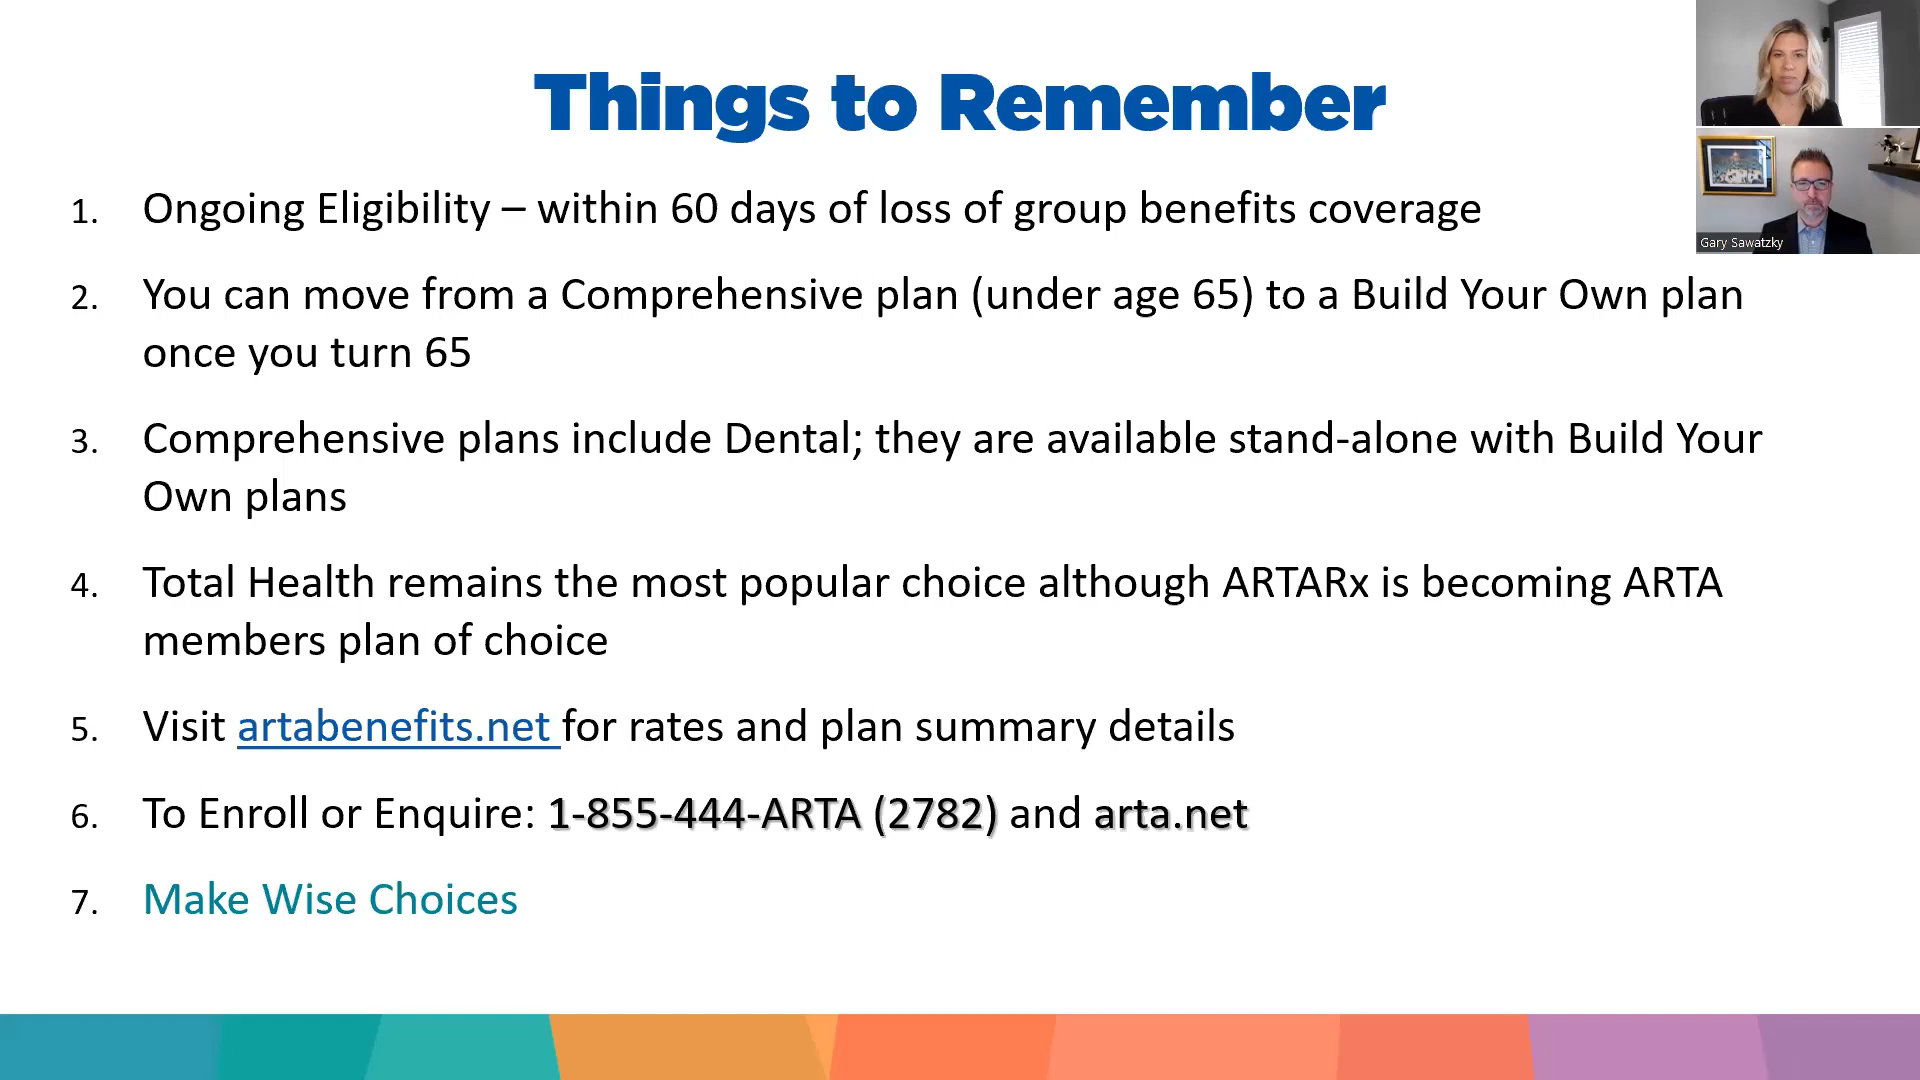 Things to Remember
1. Ongoing Eligibility – within 60 days of loss of group benefits coverage
2. You can move from a Comprehensive plan (under age 65) to a Build Your Own plan
once you turn 65
3. Comprehensive plans include Dental; they are available stand-alone with Build Your
Own plans
4. Total Health remains the most popular choice although ARTARx is becoming ARTA
members plan of choice
5. Visit artabenefits.net for rates and plan summary details
6. To Enroll or Enquire: 1-855-444-ARTA (2782) and arta.net
7. Make Wise Choices
Gary Sawatzky